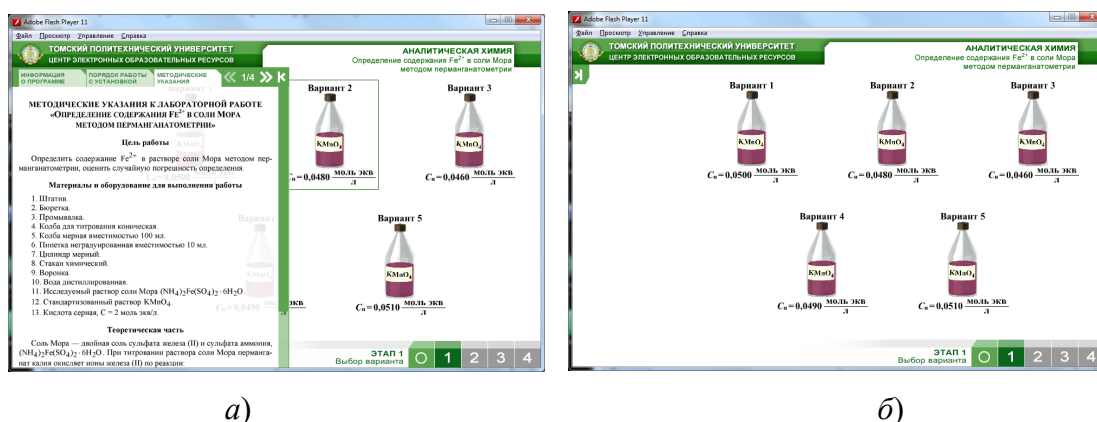 Adobe Flash Player 11
Файл Просмотр Управление Справка
ТОМСКИЙ ПОЛИТЕХНИЧЕСКИЙ УНИВЕРСИТЕТ
ЦЕНТР ЭЛЕКТРОННЫХ ОБРАЗОВАТЕЛЬНЫХ РЕСУРСОВ
АНАЛИТИЧЕСКАЯ ХИМИЯ
Определение содержания Fe²⁺ в соли Мора
методом перманганатометрии
ИНФОРМАЦИЯ О ПРОГРАММЕ
ПОРЯДОК РАБОТЫ С УСТАНОВКОЙ
МЕТОДИЧЕСКИЕ УКАЗАНИЯ
1/4
МЕТОДИЧЕСКИЕ УКАЗАНИЯ К ЛАБОРАТОРНОЙ РАБОТЕ
«ОПРЕДЕЛЕНИЕ СОДЕРЖАНИЯ FE²⁺ В СОЛИ МОРА
МЕТОДОМ ПЕРМАНГАНАТОМЕТРИИ»
Цель работы
Определить содержание Fe²⁺ в растворе соли Мора методом пер-
манганатометрии, оценить случайную погрешность определения.
Материалы и оборудование для выполнения работы
1. Штатив.
2. Бюретка.
3. Промывалка.
4. Колба для титрования коническая.
5. Колба мерная вместимостью 100 мл.
6. Пипетка неградуированная вместимостью 10 мл.
7. Цилиндр мерный.
8. Стакан химический.
9. Воронка.
10. Вода дистиллированная.
11. Исследуемый раствор соли Мора (NH₄)₂Fe(SO₄)₂·6H₂O.
12. Стандартизованный раствор KMnO₄.
13. Кислота серная, С = 2 моль экв/л.
Теоретическая часть
Соль Мора — двойная соль сульфата железа (II) и сульфата аммония,
(NH₄)₂Fe(SO₄)₂·6H₂O. При титровании раствора соли Мора перманга-
нат калия окисляет ионы железа (II) по реакции:
Вариант 1
KMnO₄
Cн=0,0500
Вариант 2
KMnO₄
Cн=0,0480 моль экв/л
Вариант 3
KMnO₄
Cн=0,0460 моль экв/л
Вариант
KMnO₄
Cн=0,0490 моль экв/л
Вариант 5
KMnO₄
Cн=0,0510 моль экв/л
ЭТАП 1
Выбор варианта
1 2 3 4
а)
Adobe Flash Player 11
Файл Просмотр Управление Справка
ТОМСКИЙ ПОЛИТЕХНИЧЕСКИЙ УНИВЕРСИТЕТ
ЦЕНТР ЭЛЕКТРОННЫХ ОБРАЗОВАТЕЛЬНЫХ РЕСУРСОВ
АНАЛИТИЧЕСКАЯ ХИМИЯ
Определение содержания Fe²⁺ в соли Мора
методом перманганатометрии
Вариант 1
KMnO₄
Cн=0,0500 моль экв/л
Вариант 2
KMnO₄
Cн=0,0480 моль экв/л
Вариант 3
KMnO₄
Cн=0,0460 моль экв/л
Вариант 4
KMnO₄
Cн=0,0490 моль экв/л
Вариант 5
KMnO₄
Cн=0,0510 моль экв/л
ЭТАП 1
Выбор варианта
1 2 3 4
б)